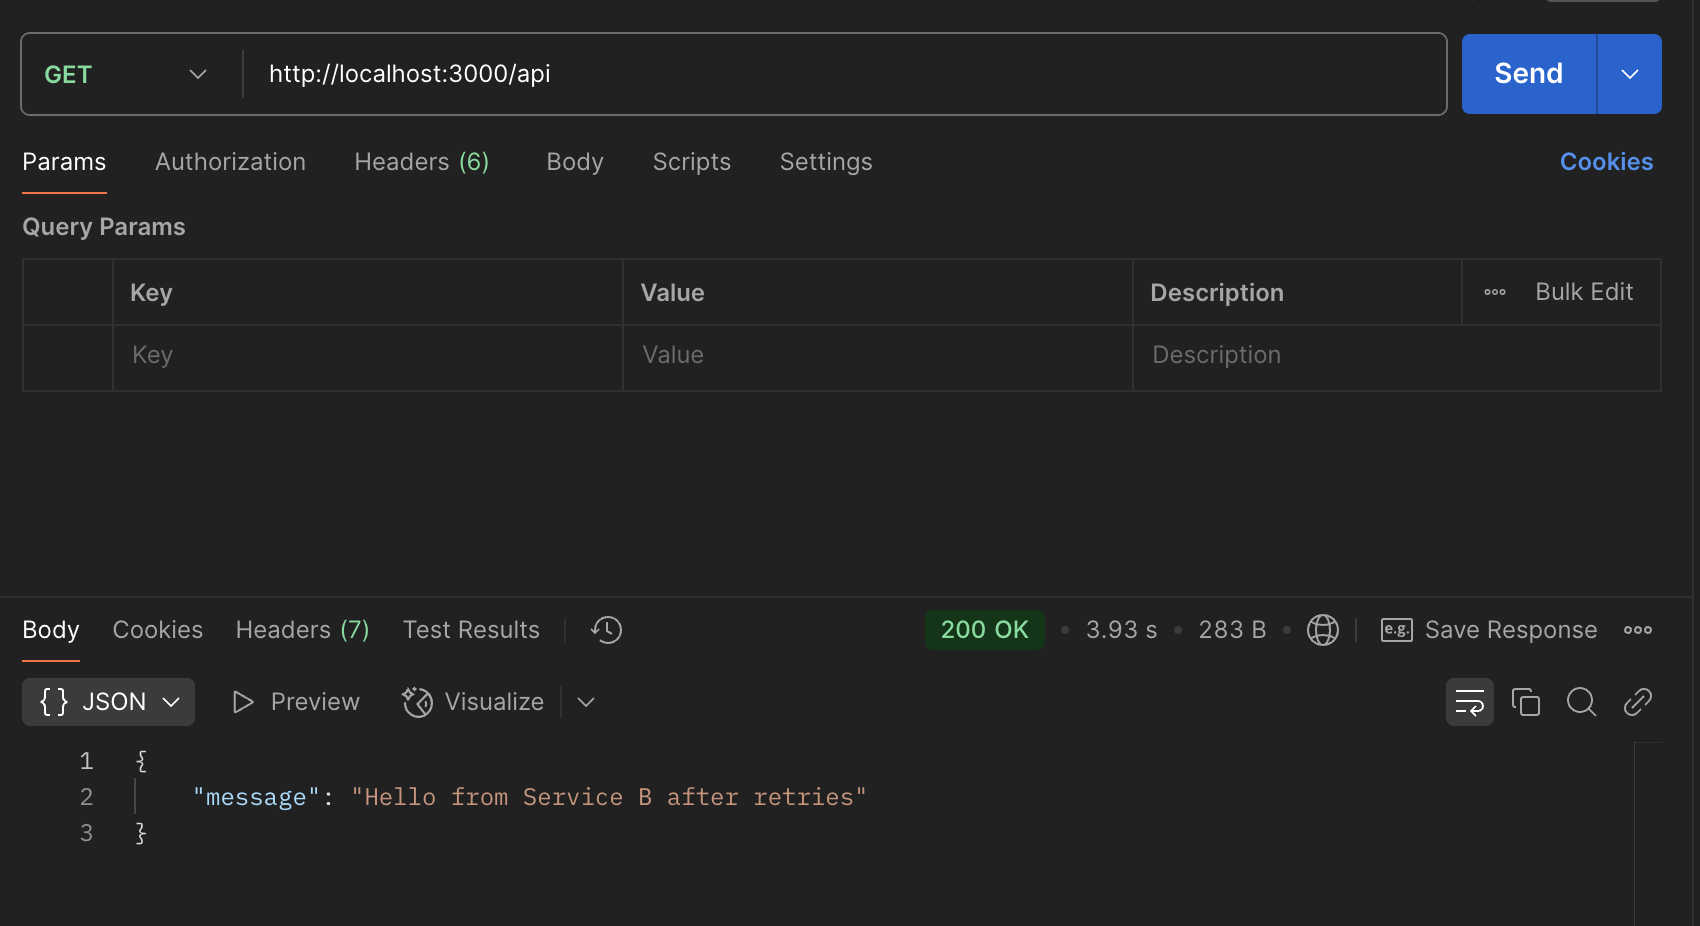 GET http://localhost:3000/api Send
Params Authorization Headers (6) Body Scripts Settings Cookies
Query Params
Key Value Description Bulk Edit
Key Value Description
Body Cookies Headers (7) Test Results 200 OK • 3.93 s • 283 B • e.g. Save Response
{} JSON Preview Visualize
1 {
2 "message": "Hello from Service B after retries"
3 }